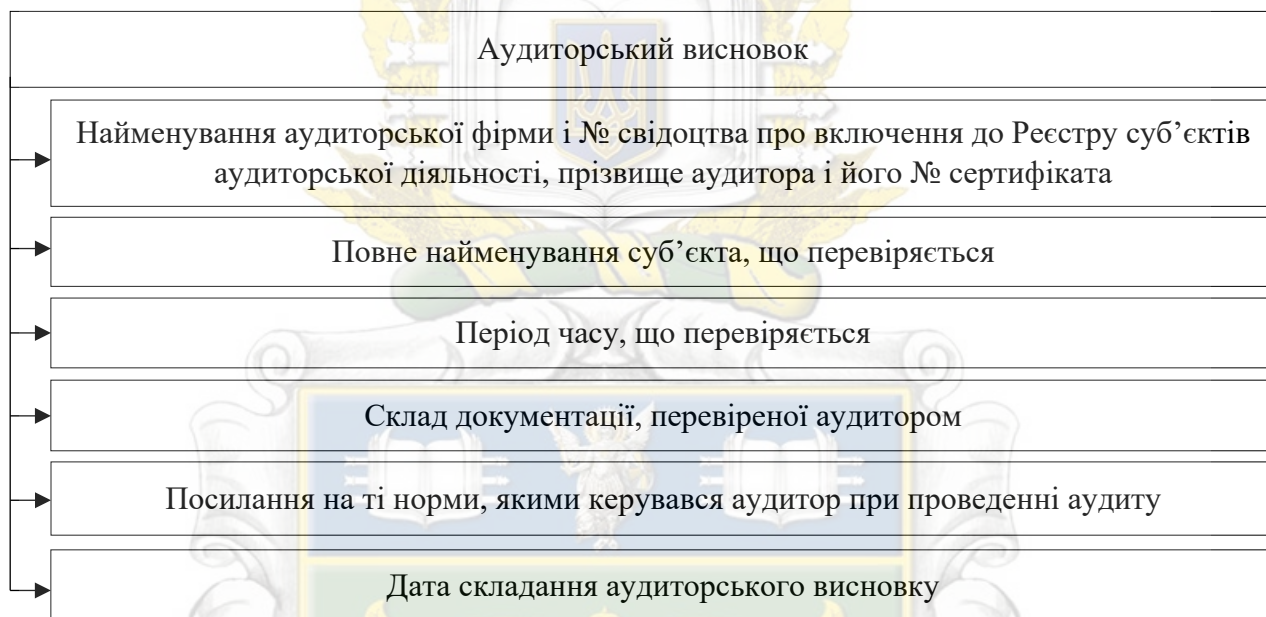 Аудиторський висновок
Найменування аудиторської фірми і № свідоцтва про включення до Реєстру суб’єктів
аудиторської діяльності, прізвище аудитора і його № сертифіката
Повне найменування суб’єкта, що перевіряється
Період часу, що перевіряється
Склад документації, перевіреної аудитором
Посилання на ті норми, якими керувався аудитор при проведенні аудиту
Дата складання аудиторського висновку